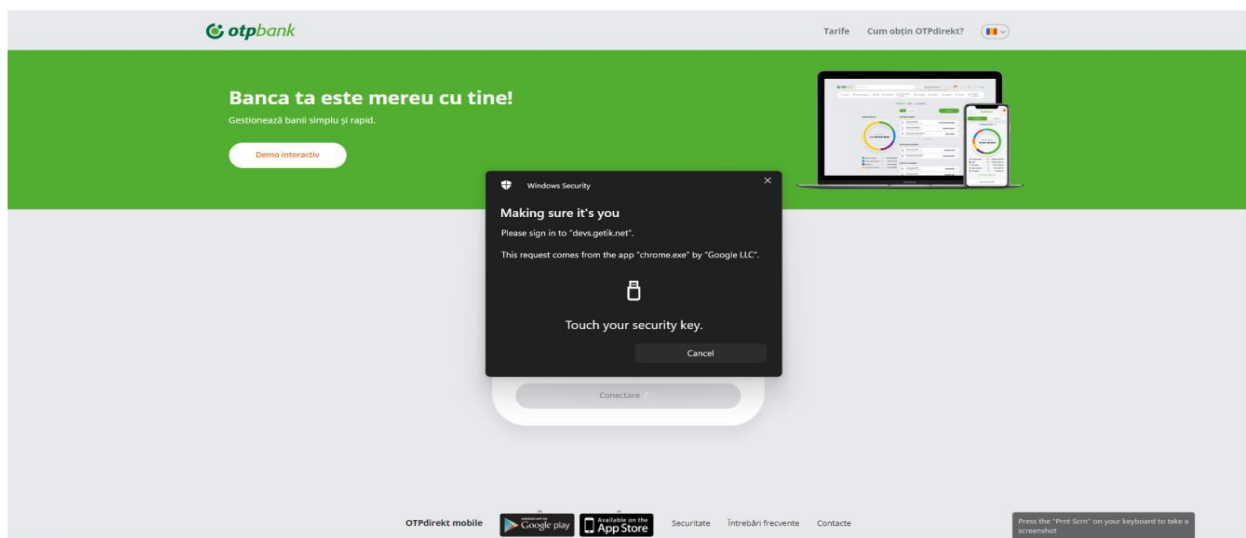 otpbank
Tarife Cum obțin OTPdirekt?
Banca ta este mereu cu tine!
Gestionează banii simplu și rapid.
Demo interactiv
Windows Security
Making sure it's you
Please sign in to "devs.getik.net".
This request comes from the app "chrome.exe" by "Google LLC".
Touch your security key.
Cancel
Conectare
OTPdirekt mobile Google play Available on the App Store Securitate Întrebări frecvente Contacte
Press the "Prnt Scrn" on your keyboard to take a
screenshot